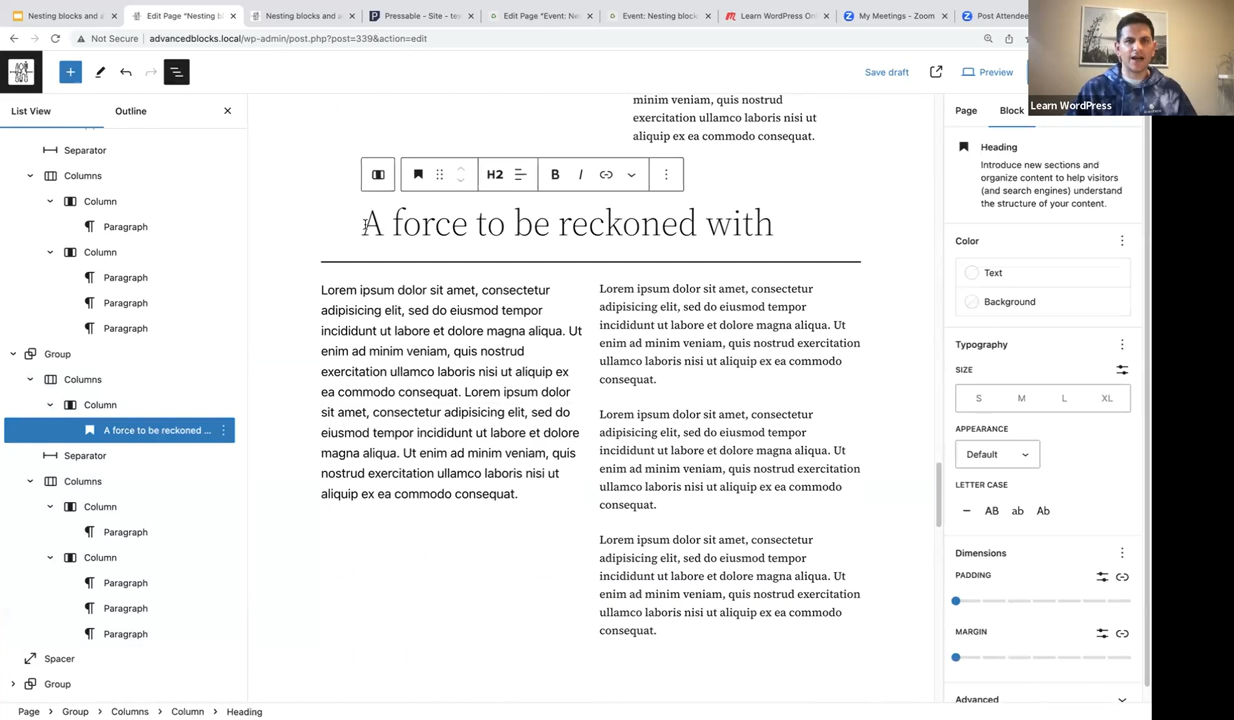 Nesting blocks and a
Edit Page "Nesting b
Nesting blocks and a
Pressable - Site - te
Edit Page "Event: Ne
Event: Nesting block
Learn WordPress On
My Meetings - Zoom
Post Attendee
Not Secure advancedblocks.local/wp-admin/post.php?post=339&action=edit
Save draft
Preview
Learn WordPress
List View
Outline
Separator
Columns
Column
Paragraph
Column
Paragraph
Paragraph
Paragraph
Group
Columns
Column
A force to be reckoned ...
Separator
Columns
Column
Paragraph
Column
Paragraph
Paragraph
Paragraph
Spacer
Group
minim veniam, quis nostrud
exercitation ullamco laboris nisi ut
aliquip ex ea commodo consequat.
H2 B I
A force to be reckoned with
Lorem ipsum dolor sit amet, consectetur
adipisicing elit, sed do eiusmod tempor
incididunt ut labore et dolore magna aliqua. Ut
enim ad minim veniam, quis nostrud
exercitation ullamco laboris nisi ut aliquip ex
ea commodo consequat. Lorem ipsum dolor
sit amet, consectetur adipisicing elit, sed do
eiusmod tempor incididunt ut labore et dolore
magna aliqua. Ut enim ad minim veniam, quis
nostrud exercitation ullamco laboris nisi ut
aliquip ex ea commodo consequat.
Lorem ipsum dolor sit amet, consectetur
adipisicing elit, sed do eiusmod tempor
incididunt ut labore et dolore magna aliqua. Ut
enim ad minim veniam, quis nostrud exercitation
ullamco laboris nisi ut aliquip ex ea commodo
consequat.
Lorem ipsum dolor sit amet, consectetur
adipisicing elit, sed do eiusmod tempor
incididunt ut labore et dolore magna aliqua. Ut
enim ad minim veniam, quis nostrud exercitation
ullamco laboris nisi ut aliquip ex ea commodo
consequat.
Lorem ipsum dolor sit amet, consectetur
adipisicing elit, sed do eiusmod tempor
incididunt ut labore et dolore magna aliqua. Ut
enim ad minim veniam, quis nostrud exercitation
ullamco laboris nisi ut aliquip ex ea commodo
consequat.
Page
Block
Heading
Introduce new sections and
organize content to help visitors
(and search engines) understand
the structure of your content.
Color
Text
Background
Typography
SIZE
S M L XL
APPEARANCE
Default
LETTER CASE
– AB ab Ab
Dimensions
PADDING
MARGIN
Advanced
Page › Group › Columns › Column › Heading